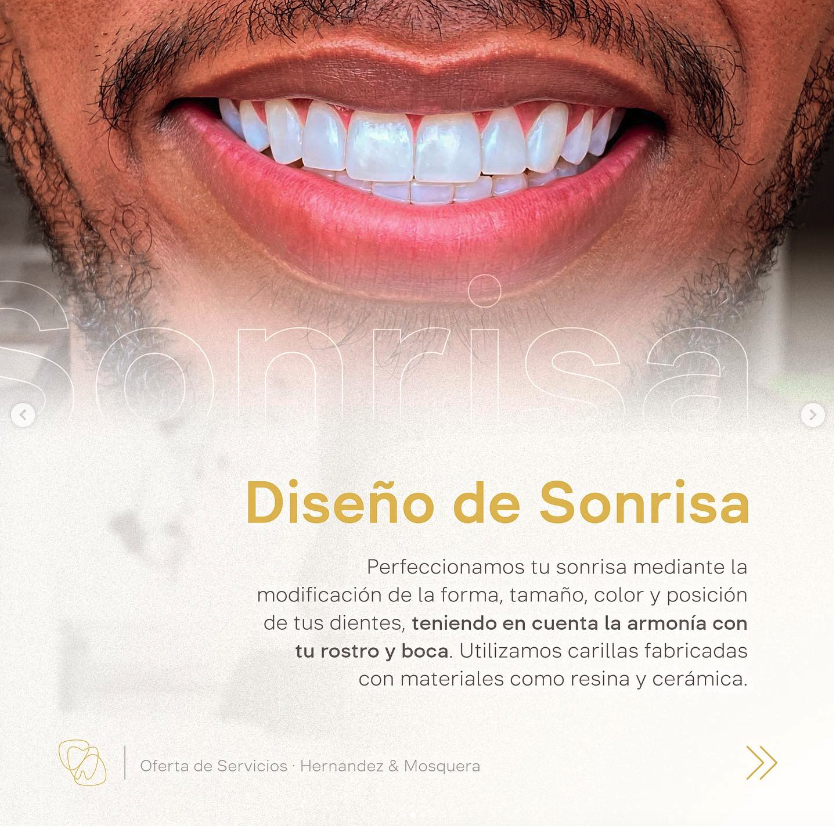 Sonrisa
Diseño de Sonrisa
Perfeccionamos tu sonrisa mediante la
modificación de la forma, tamaño, color y posición
de tus dientes, teniendo en cuenta la armonía con
tu rostro y boca. Utilizamos carillas fabricadas
con materiales como resina y cerámica.
Oferta de Servicios · Hernandez & Mosquera